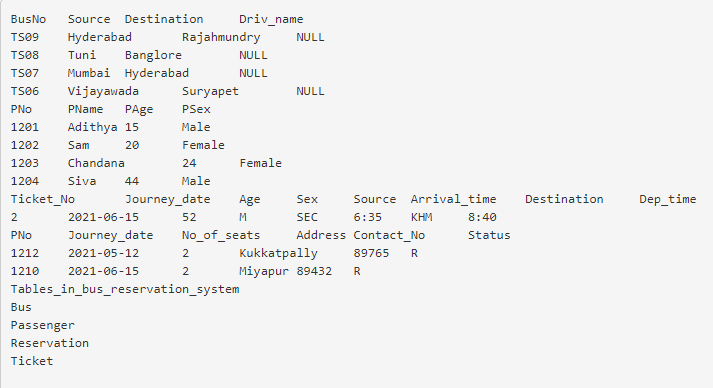 BusNo Source Destination Driv_name
TS09 Hyderabad Rajahmundry NULL
TS08 Tuni Banglore NULL
TS07 Mumbai Hyderabad NULL
TS06 Vijayawada Suryapet NULL
PNo PName PAge PSex
1201 Adithya 15 Male
1202 Sam 20 Female
1203 Chandana 24 Female
1204 Siva 44 Male
Ticket_No Journey_date Age Sex Source Arrival_time Destination Dep_time
2 2021-06-15 52 M SEC 6:35 KHM 8:40
PNo Journey_date No_of_seats Address Contact_No Status
1212 2021-05-12 2 Kukkatpally 89765 R
1210 2021-06-15 2 Miyapur 89432 R
Tables_in_bus_reservation_system
Bus
Passenger
Reservation
Ticket